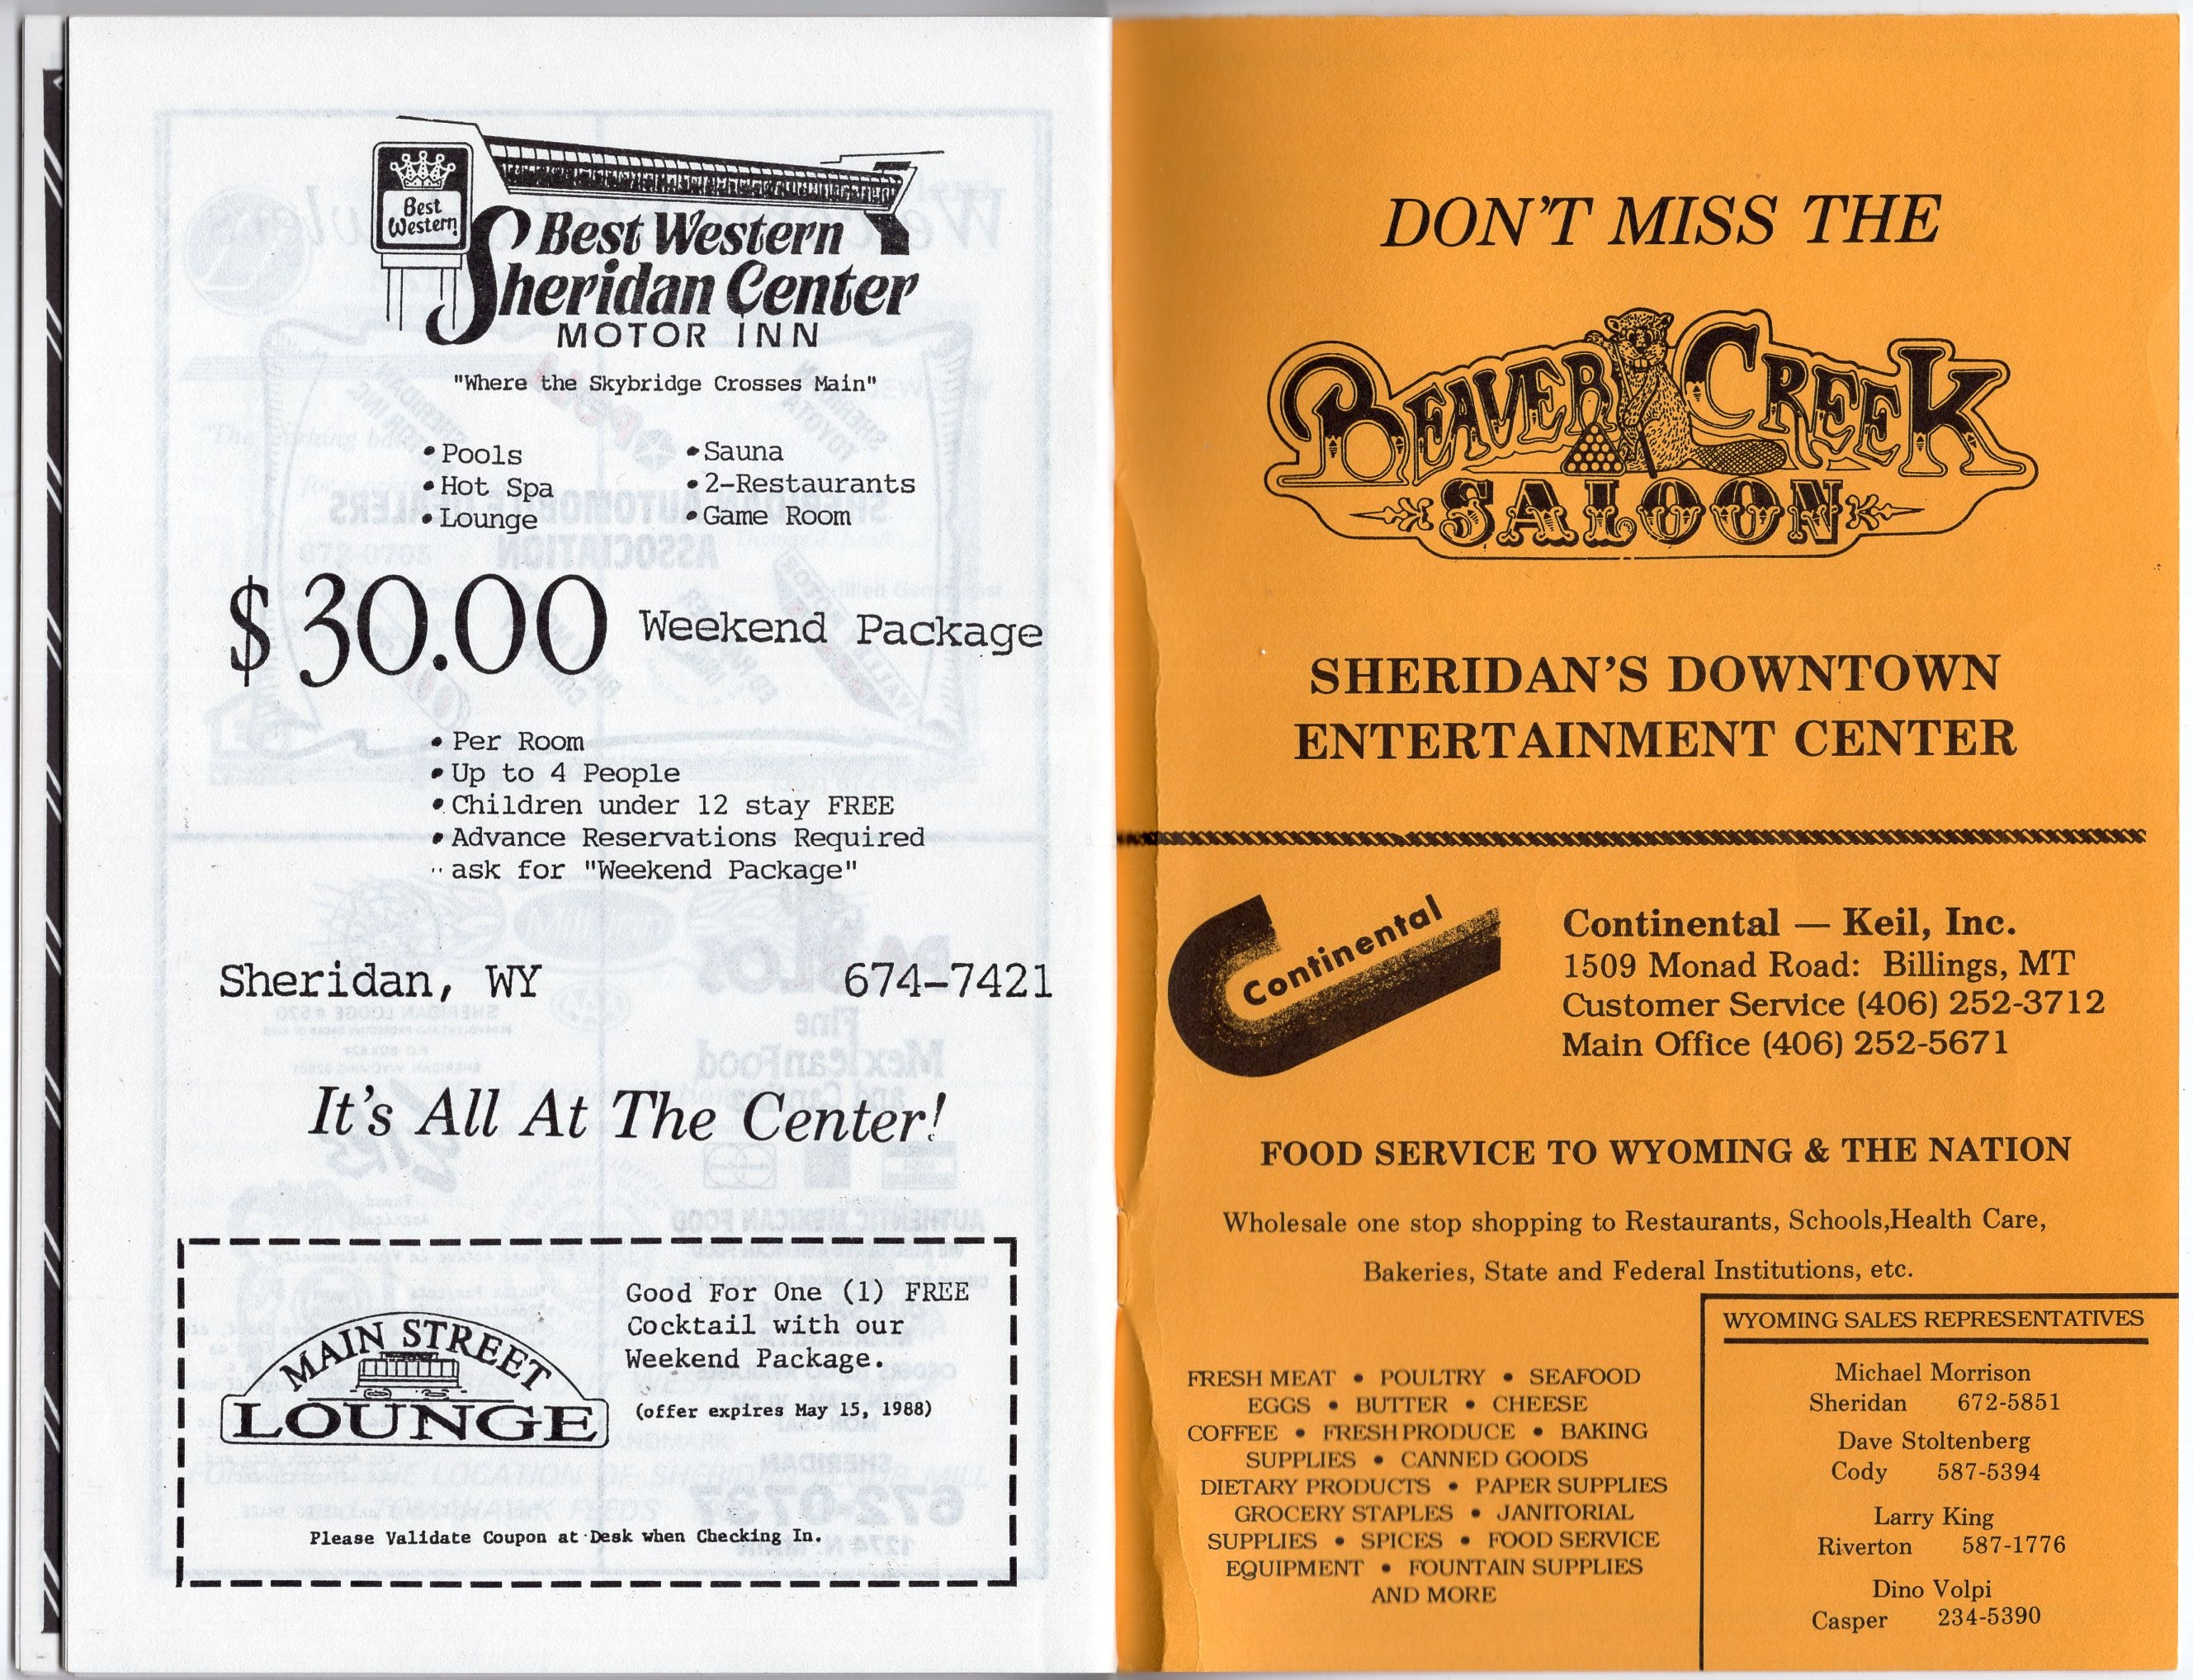 Best
Western
Best Western
Sheridan Center
MOTOR INN
"Where the Skybridge Crosses Main"
• Pools
• Hot Spa
• Lounge
• Sauna
• 2-Restaurants
• Game Room
$30.00 Weekend Package
• Per Room
• Up to 4 People
• Children under 12 stay FREE
• Advance Reservations Required
ask for "Weekend Package"
Sheridan, WY 674-7421
It's All At The Center!
MAIN STREET
LOUNGE
Good For One (1) FREE
Cocktail with our
Weekend Package.
(offer expires May 15, 1988)
Please Validate Coupon at Desk when Checking In.
DON'T MISS THE
BEAVER CREEK
SALOON
SHERIDAN'S DOWNTOWN
ENTERTAINMENT CENTER
Continental
Continental — Keil, Inc.
1509 Monad Road: Billings, MT
Customer Service (406) 252-3712
Main Office (406) 252-5671
FOOD SERVICE TO WYOMING & THE NATION
Wholesale one stop shopping to Restaurants, Schools,Health Care,
Bakeries, State and Federal Institutions, etc.
FRESH MEAT • POULTRY • SEAFOOD
EGGS • BUTTER • CHEESE
COFFEE • FRESH PRODUCE • BAKING
SUPPLIES • CANNED GOODS
DIETARY PRODUCTS • PAPER SUPPLIES
GROCERY STAPLES • JANITORIAL
SUPPLIES • SPICES • FOOD SERVICE
EQUIPMENT • FOUNTAIN SUPPLIES
AND MORE
WYOMING SALES REPRESENTATIVES
Michael Morrison
Sheridan 672-5851
Dave Stoltenberg
Cody 587-5394
Larry King
Riverton 587-1776
Dino Volpi
Casper 234-5390